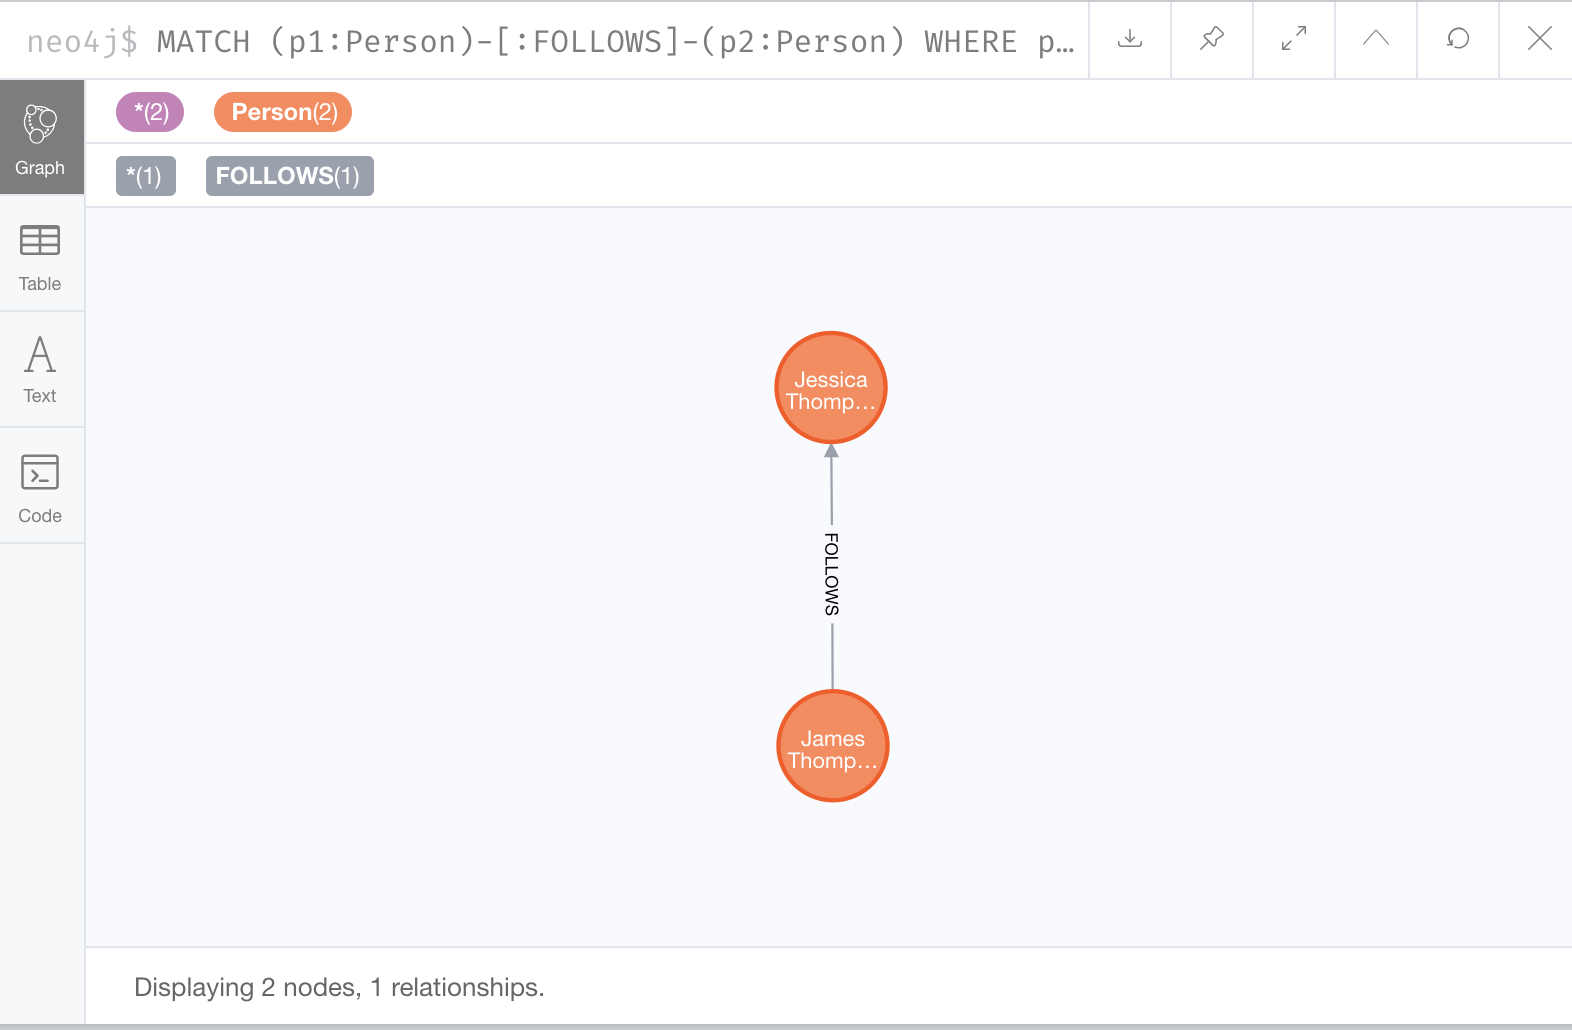 neo4j$ MATCH (p1:Person)-[:FOLLOWS]-(p2:Person) WHERE p…
*(2) Person(2)
Graph
*(1) FOLLOWS(1)
Table
Text
Code
Jessica
Thomp…
FOLLOWS
James
Thomp…
Displaying 2 nodes, 1 relationships.